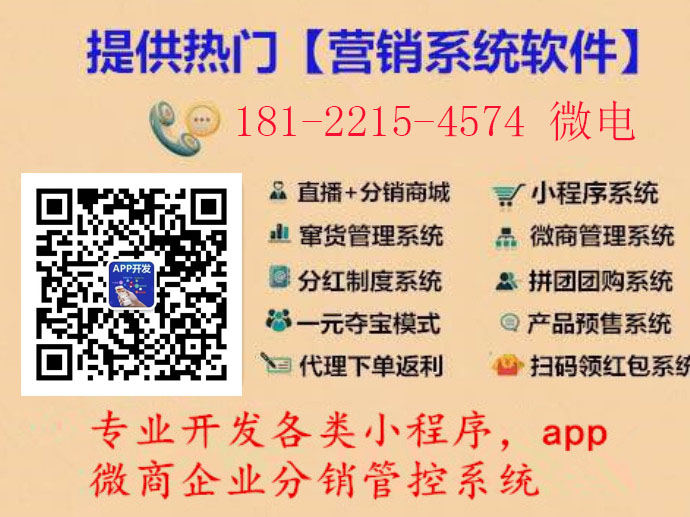 提供热门【营销系统软件】
181-2215-4574 微电
APP开发
直播+分销商城
小程序系统
窜货管理系统
微商管理系统
分红制度系统
拼团团购系统
一元夺宝模式
产品预售系统
代理下单返利
扫码领红包系统
专业开发各类小程序，app
微商企业分销管控系统